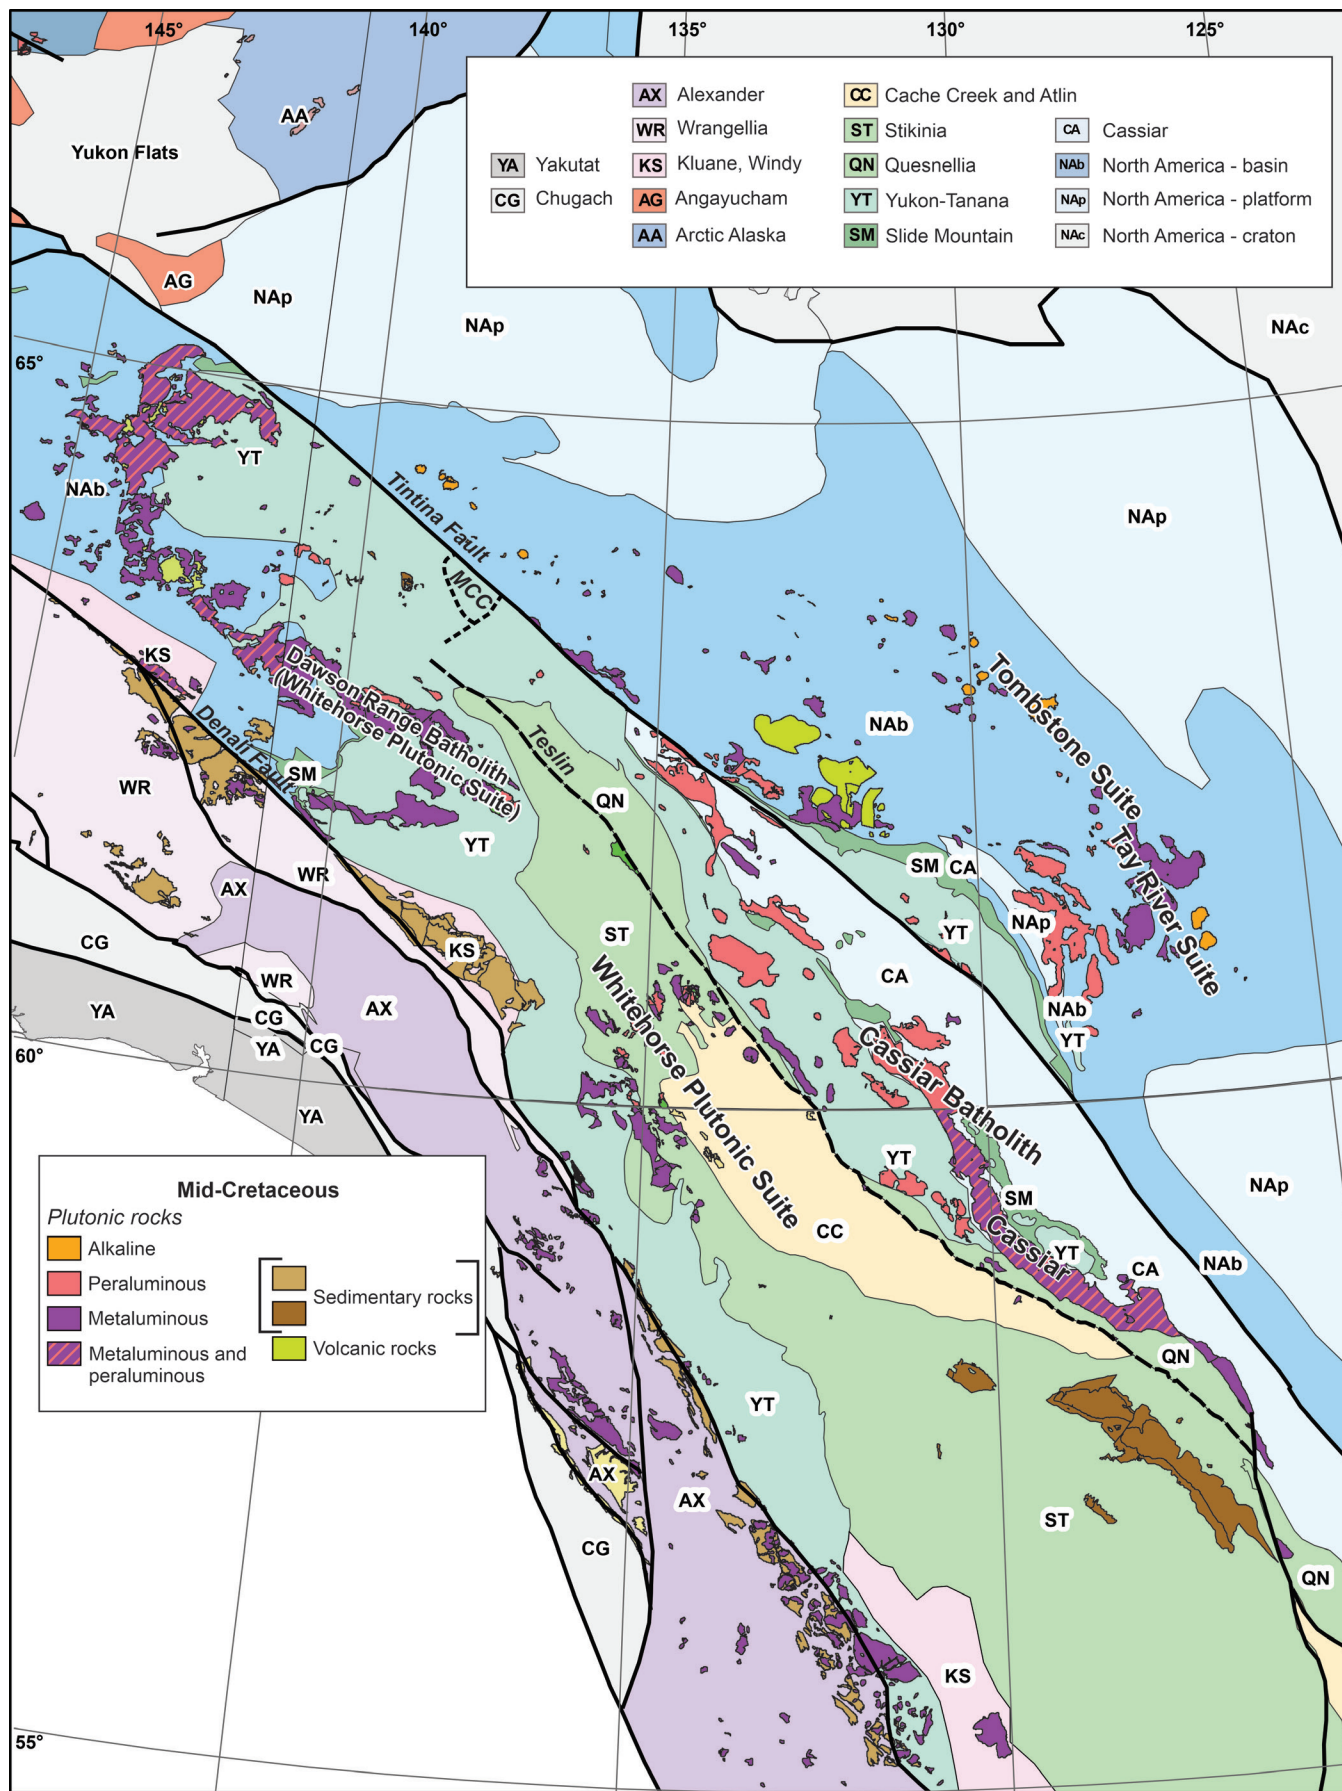 145°
140°
135°
130°
125°
AX Alexander
WR Wrangellia
KS Kluane, Windy
AG Angayucham
AA Arctic Alaska
YA Yakutat
CG Chugach
CC Cache Creek and Atlin
ST Stikinia
QN Quesnellia
YT Yukon-Tanana
SM Slide Mountain
CA Cassiar
NAb North America - basin
NAp North America - platform
NAc North America - craton
AA
Yukon Flats
AG
NAp
NAp
NAc
65°
YT
NAb
NAp
Tintina Fault
MCC
KS
Dawson Range Batholith
(Whitehorse Plutonic Suite)
Denali Fault
Teslin
Tombstone Suite
NAb
SM
WR
QN
YT
Tay River Suite
SM
CA
WR
AX
NAp
YT
ST
CG
KS
WR
CA
AX
YA
CG
NAb
Whitehorse Plutonic Suite
YT
CG
YA
60°
Cassiar Batholith
YA
YT
NAp
SM
CC
Cassiar
YT
CA
NAb
QN
Mid-Cretaceous
Plutonic rocks
Alkaline
Peraluminous
Metaluminous
Metaluminous and
peraluminous
Sedimentary rocks
Volcanic rocks
YT
AX
AX
ST
CG
QN
KS
55°